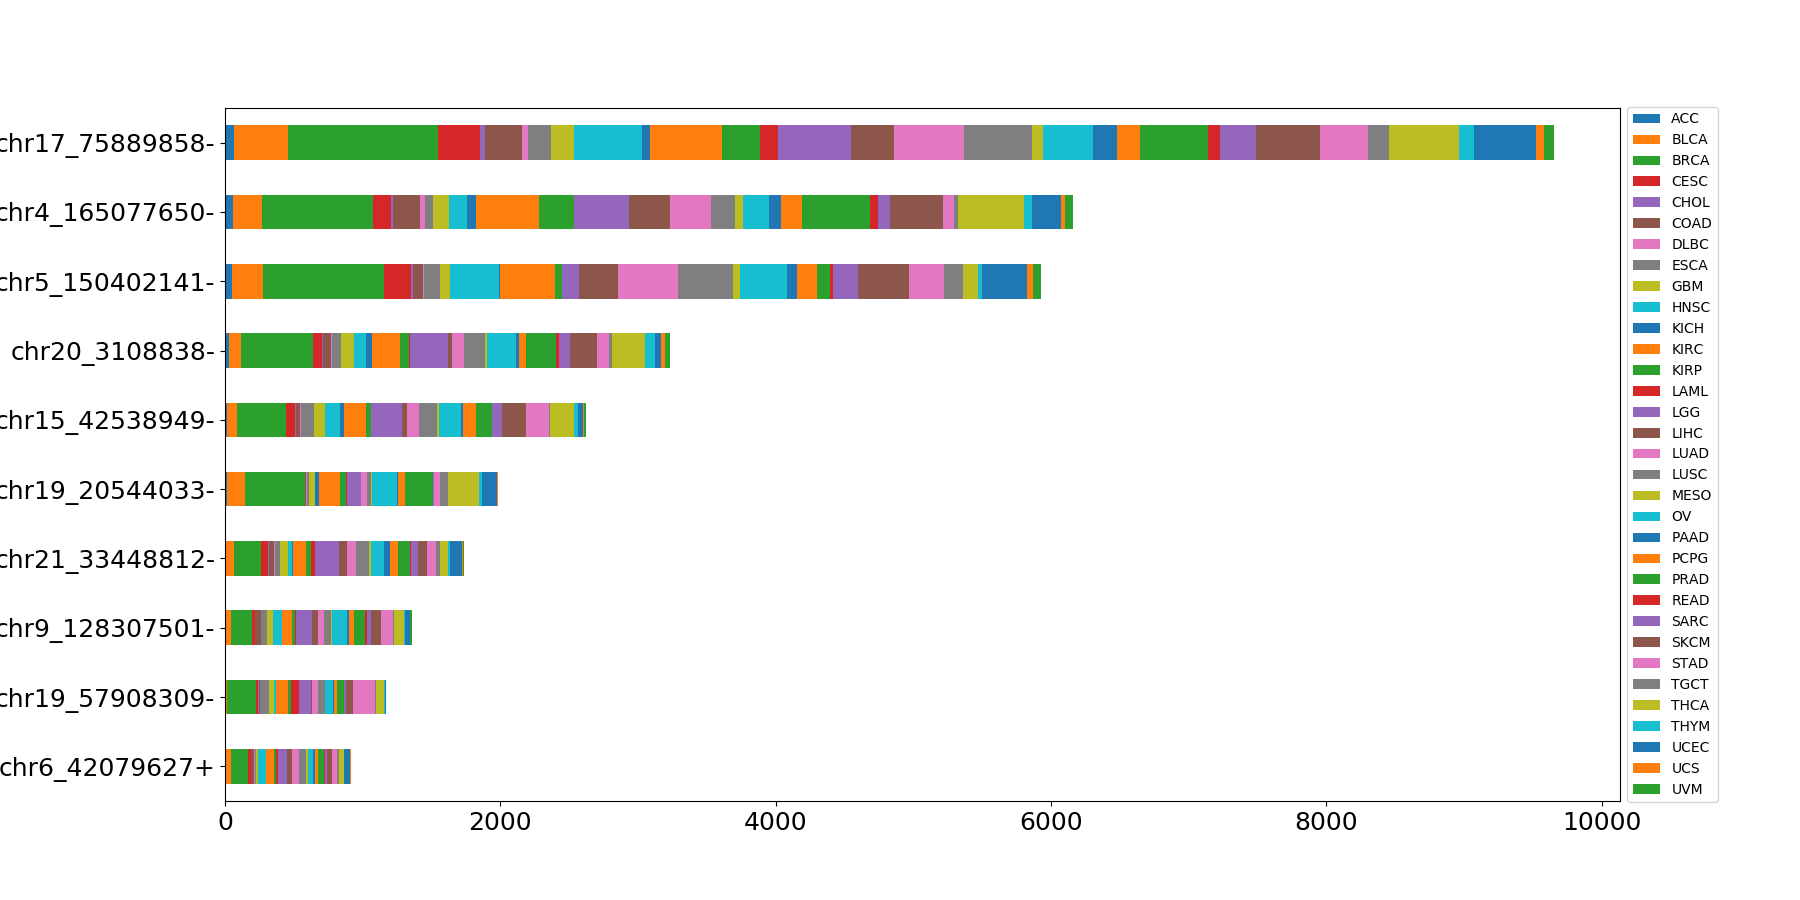 chr17_75889858-
chr4_165077650-
chr5_150402141-
chr20_3108838-
chr15_42538949-
chr19_20544033-
chr21_33448812-
chr9_128307501-
chr19_57908309-
chr6_42079627+
0 2000 4000 6000 8000 10000
ACC
BLCA
BRCA
CESC
CHOL
COAD
DLBC
ESCA
GBM
HNSC
KICH
KIRC
KIRP
LAML
LGG
LIHC
LUAD
LUSC
MESO
OV
PAAD
PCPG
PRAD
READ
SARC
SKCM
STAD
TGCT
THCA
THYM
UCEC
UCS
UVM